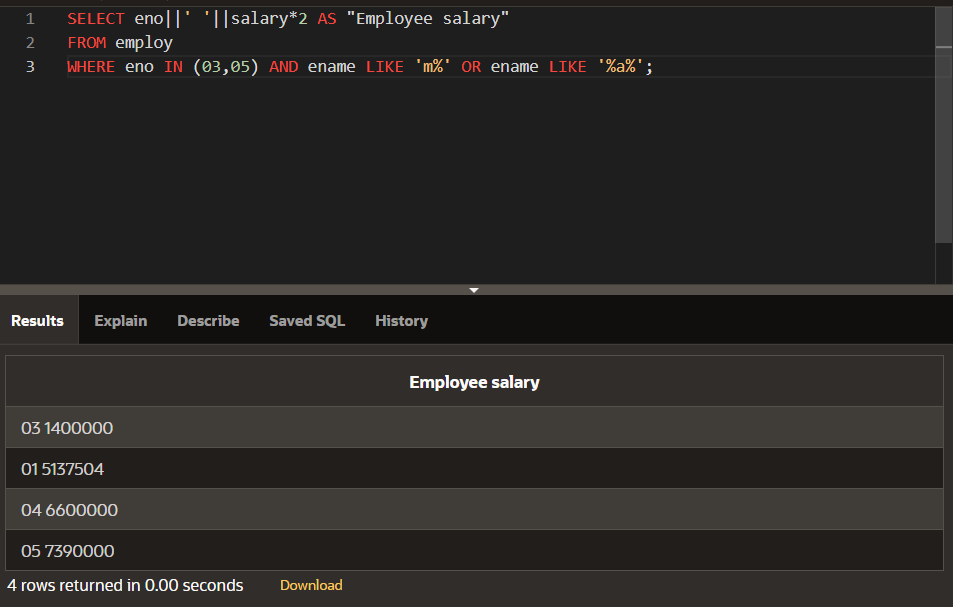 1 SELECT eno||' '||salary*2 AS "Employee salary"
2 FROM employ
3 WHERE eno IN (03,05) AND ename LIKE 'm%' OR ename LIKE '%a%';
Results Explain Describe Saved SQL History
Employee salary
03 1400000
01 5137504
04 6600000
05 7390000
4 rows returned in 0.00 seconds Download